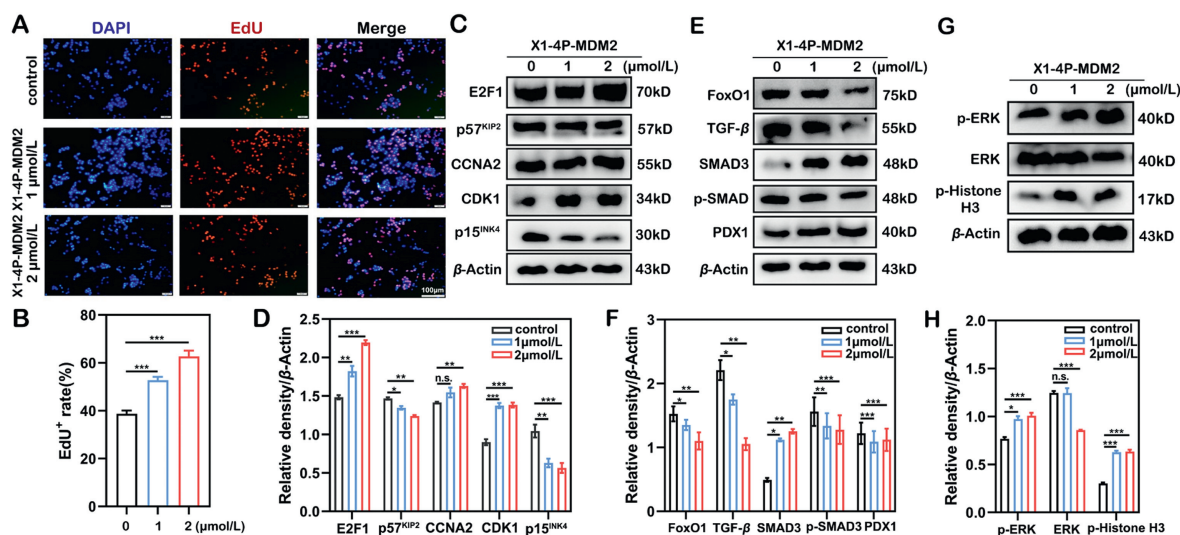 A
DAPI
EdU
Merge
control
X1-4P-MDM2
1 μmol/L
X1-4P-MDM2
2 μmol/L
100μm
B
EdU⁺ rate(%)
80
60
40
20
0
***
***
0 1 2 (μmol/L)
C
X1-4P-MDM2
0 1 2 (μmol/L)
E2F1 70kD
p57ᴷᴵᴾ² 57kD
CCNA2 55kD
CDK1 34kD
p15ᴵᴺᴷ⁴ 30kD
β-Actin 43kD
D
Relative density/β-Actin
2.5
2.0
1.5
1.0
0.5
0.0
control
1μmol/L
2μmol/L
*** ** ** * ** n.s. *** *** *** **
E2F1 p57ᴷᴵᴾ² CCNA2 CDK1 p15ᴵᴺᴷ⁴
E
X1-4P-MDM2
0 1 2 (μmol/L)
FoxO1 75kD
TGF-β 55kD
SMAD3 48kD
p-SMAD 48kD
PDX1 40kD
β-Actin 43kD
F
Relative density/β-Actin
3
2
1
0
control
1μmol/L
2μmol/L
** * ** * ** * *** ** *** ***
FoxO1 TGF-β SMAD3 p-SMAD3 PDX1
G
X1-4P-MDM2
0 1 2 (μmol/L)
p-ERK 40kD
ERK 40kD
p-Histone
H3 17kD
β-Actin 43kD
H
Relative density/β-Actin
2.0
1.5
1.0
0.5
0.0
control
1μmol/L
2μmol/L
*** * *** n.s. *** ***
p-ERK ERK p-Histone H3